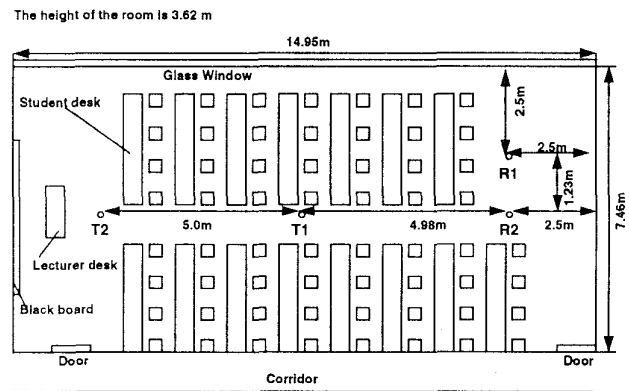 The height of the room is 3.62 m
14.95m
Glass Window
Student desk
2.5m
2.5m
R1
1.23m
7.46m
T2
5.0m
T1
4.98m
R2
2.5m
Lecturer desk
Black board
Door
Door
Corridor